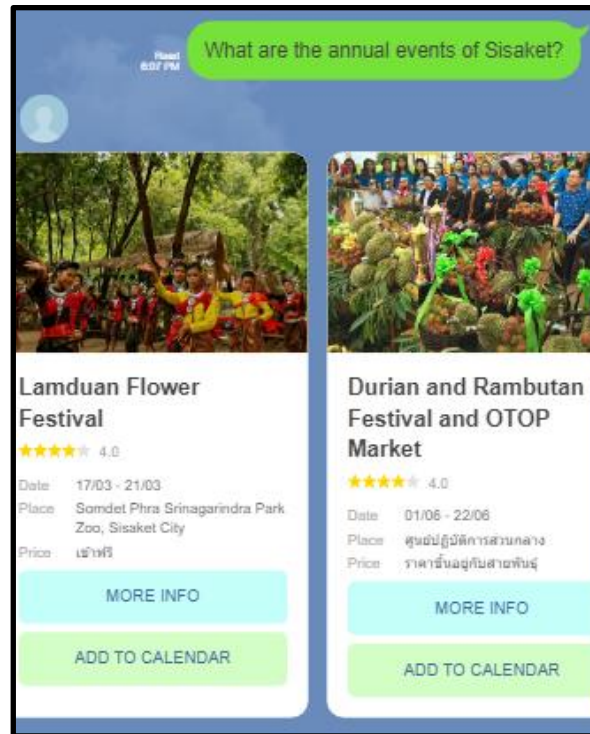 What are the annual events of Sisaket?
Read
6:07 PM
Lamduan Flower
Festival
4.0
Date 17/03 - 21/03
Place Somdet Phra Srinagarindra Park
Zoo, Sisaket City
Price เข้าฟรี
MORE INFO
ADD TO CALENDAR
Durian and Rambutan
Festival and OTOP
Market
4.0
Date 01/06 - 22/06
Place ศูนย์ปฏิบัติการส่วนกลาง
Price ราคาขึ้นอยู่กับสายพันธุ์
MORE INFO
ADD TO CALENDAR